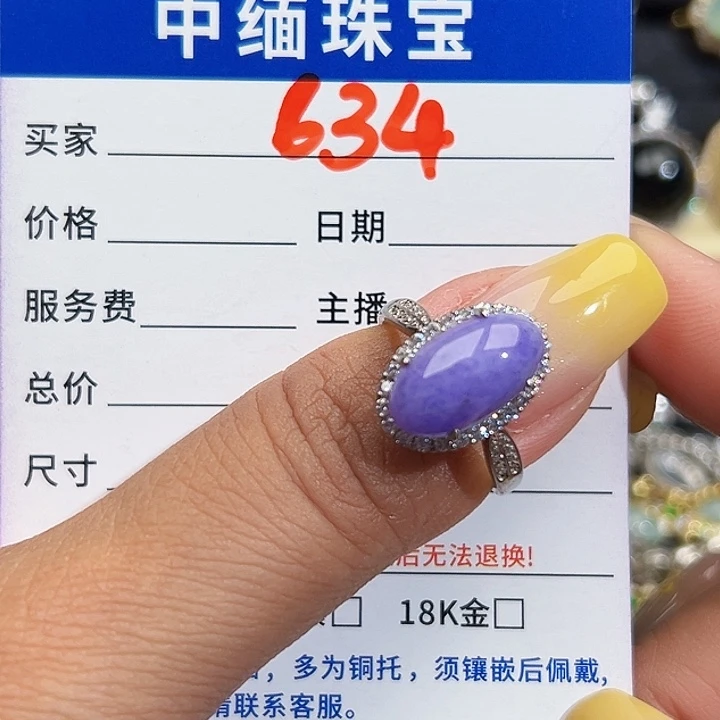 中缅珠宝
买家 634
价格 日期
服务费 主播
总价
尺寸
后无法退换!
18K金
，多为铜托，须镶嵌后佩戴，
请联系客服。